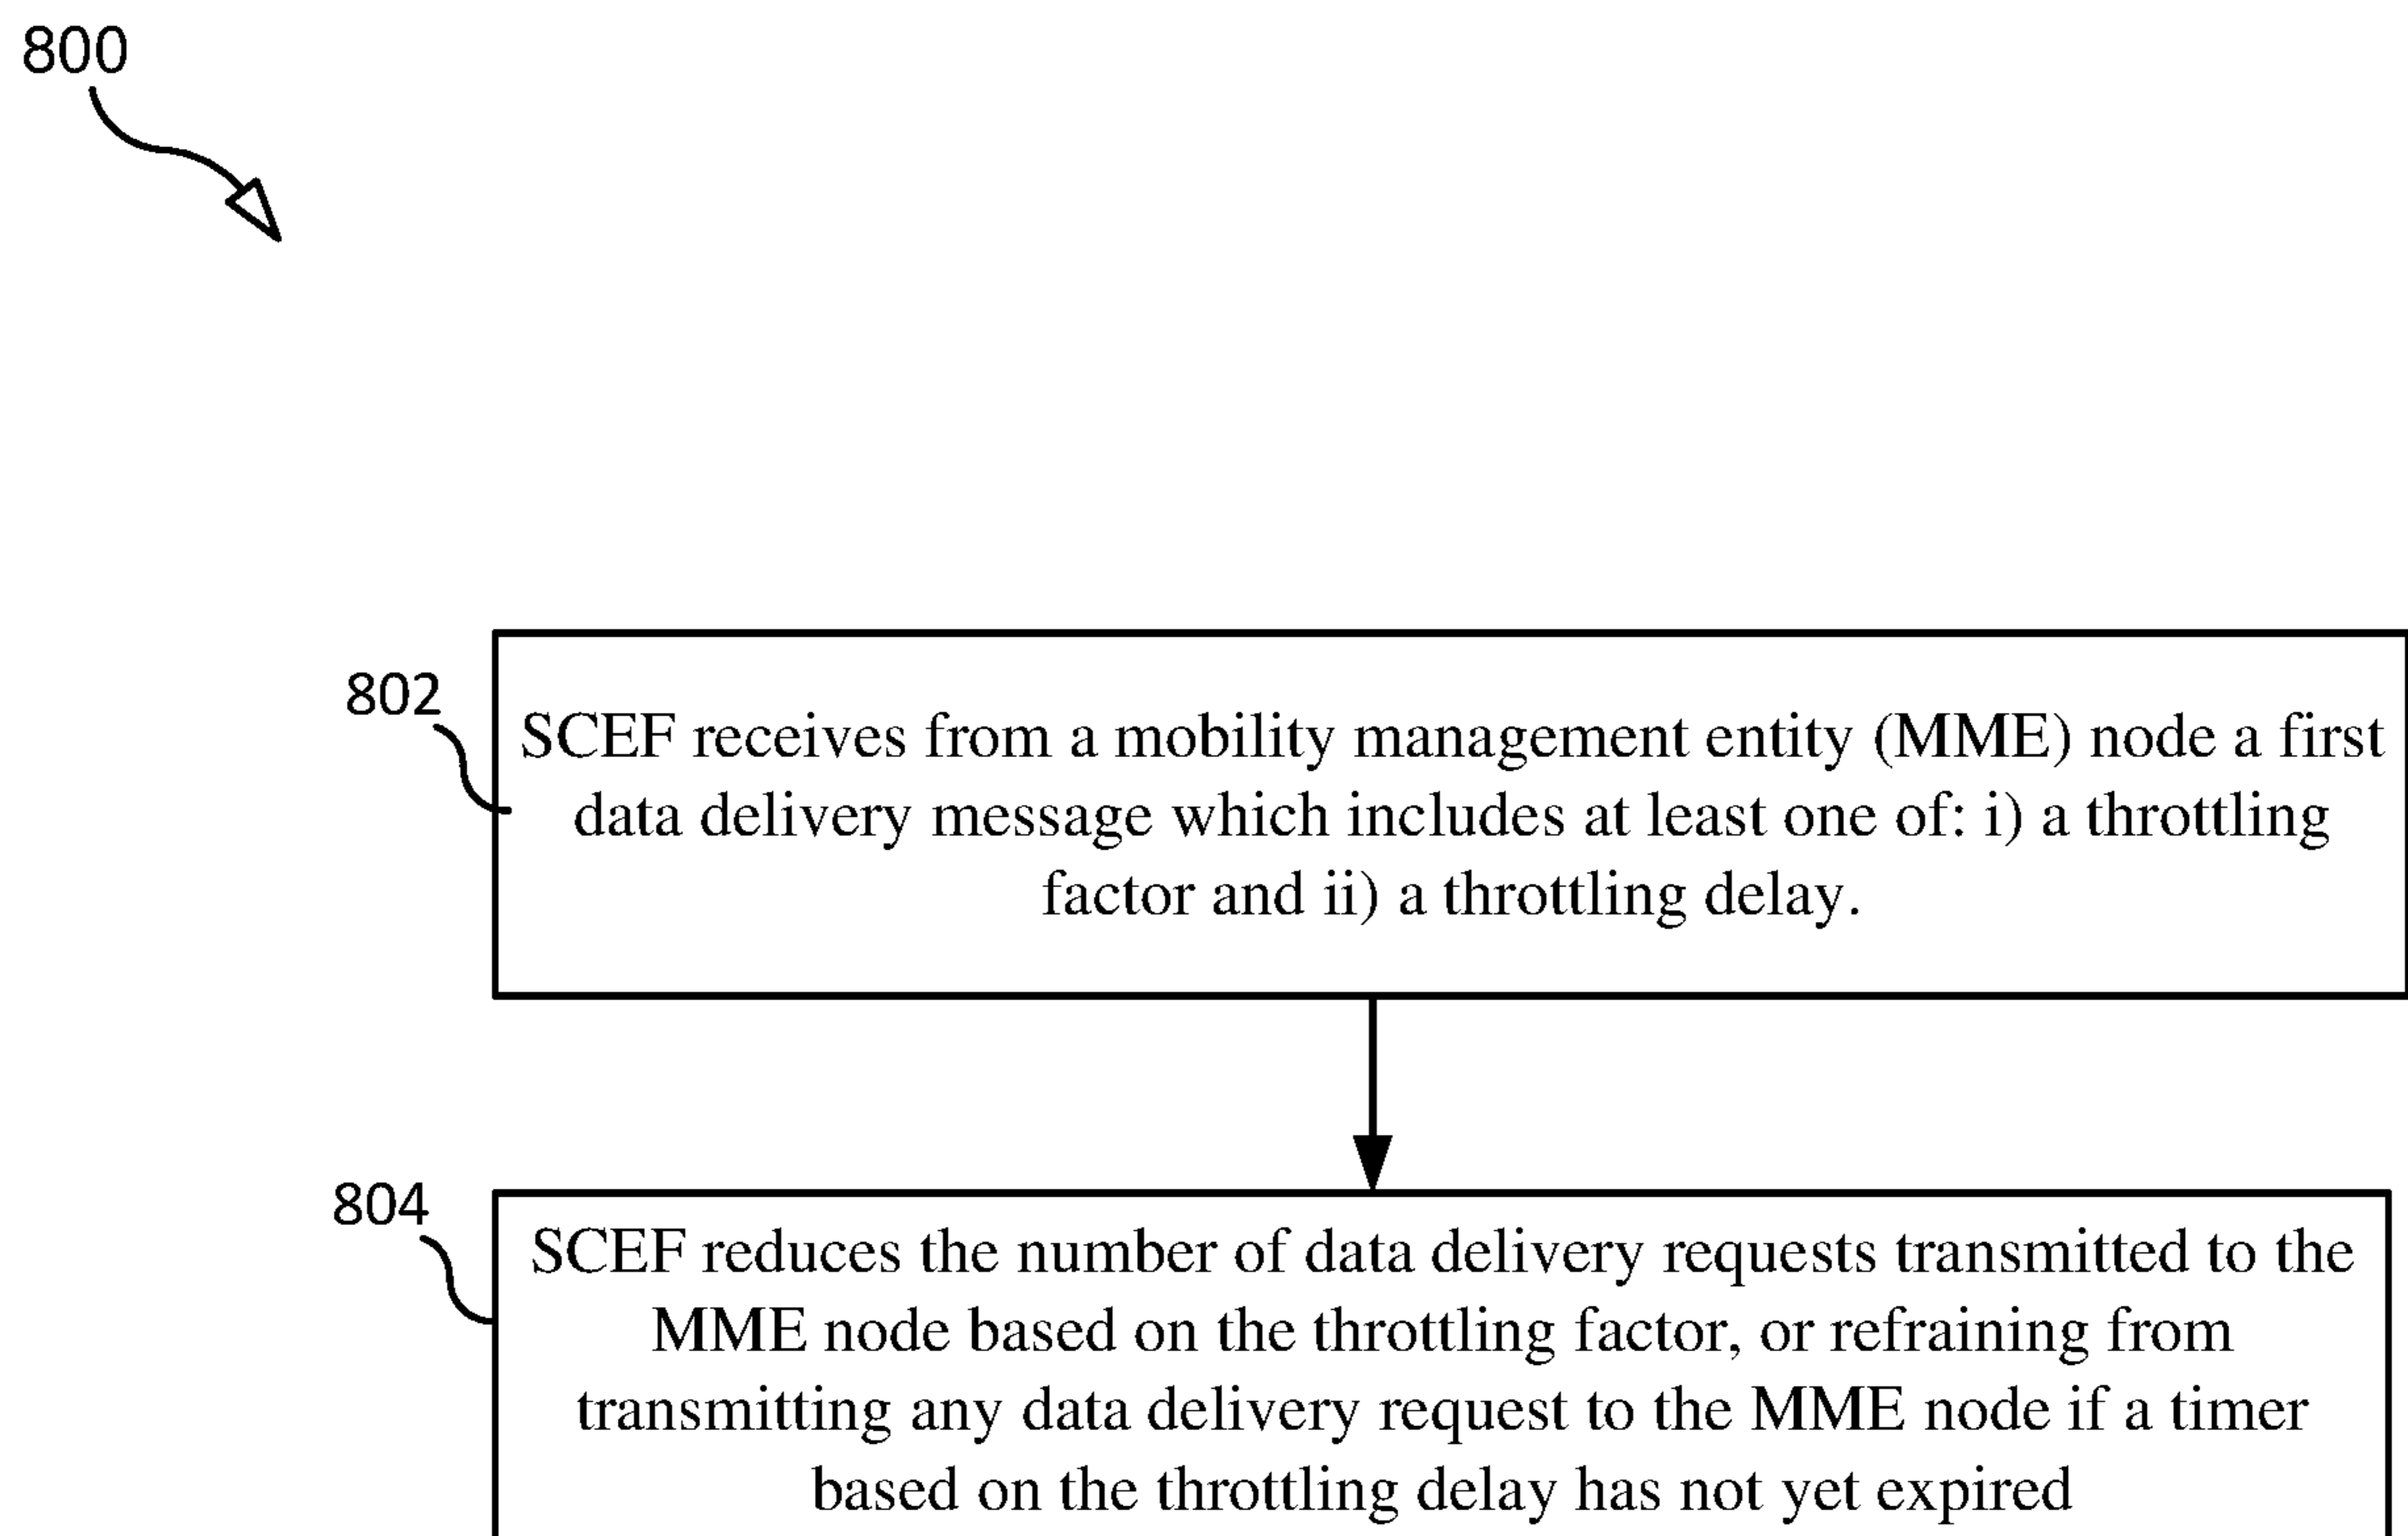 800
802
SCEF receives from a mobility management entity (MME) node a first
data delivery message which includes at least one of: i) a throttling
factor and ii) a throttling delay.
804
SCEF reduces the number of data delivery requests transmitted to the
MME node based on the throttling factor, or refraining from
transmitting any data delivery request to the MME node if a timer
based on the throttling delay has not yet expired